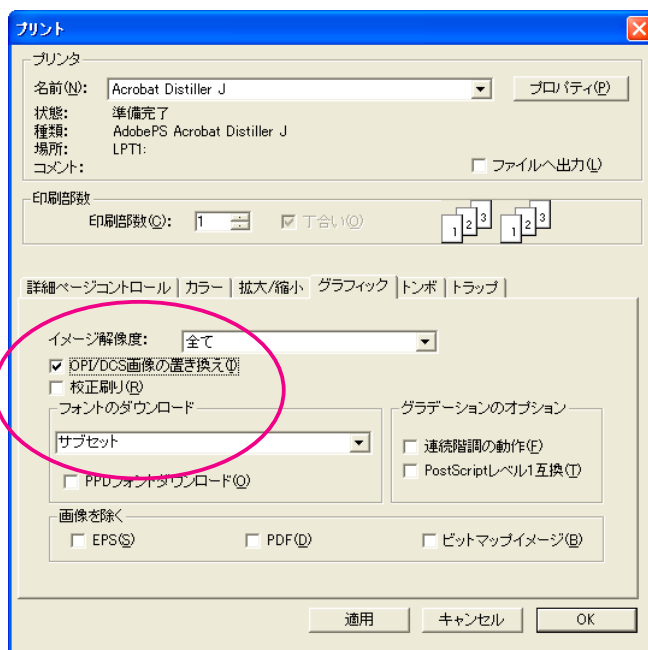 プリント
プリンタ
名前(N): Acrobat Distiller J プロパティ(P)
状態: 準備完了
種類: AdobePS Acrobat Distiller J
場所: LPT1:
コメント: ファイルへ出力(L)
印刷部数
印刷部数(C): 1 丁合い(O)
1 2 3 1 2 3
詳細ページコントロール カラー 拡大/縮小 グラフィック トンボ トラップ
イメージ解像度: 全て
OPI/DCS画像の置き換え(I)
校正刷り(R)
フォントのダウンロード グラデーションのオプション
サブセット 連続階調の動作(F)
PPDフォントダウンロード(O) PostScriptレベル1互換(T)
画像を除く
EPS(S) PDF(D) ビットマップイメージ(B)
適用 キャンセル OK